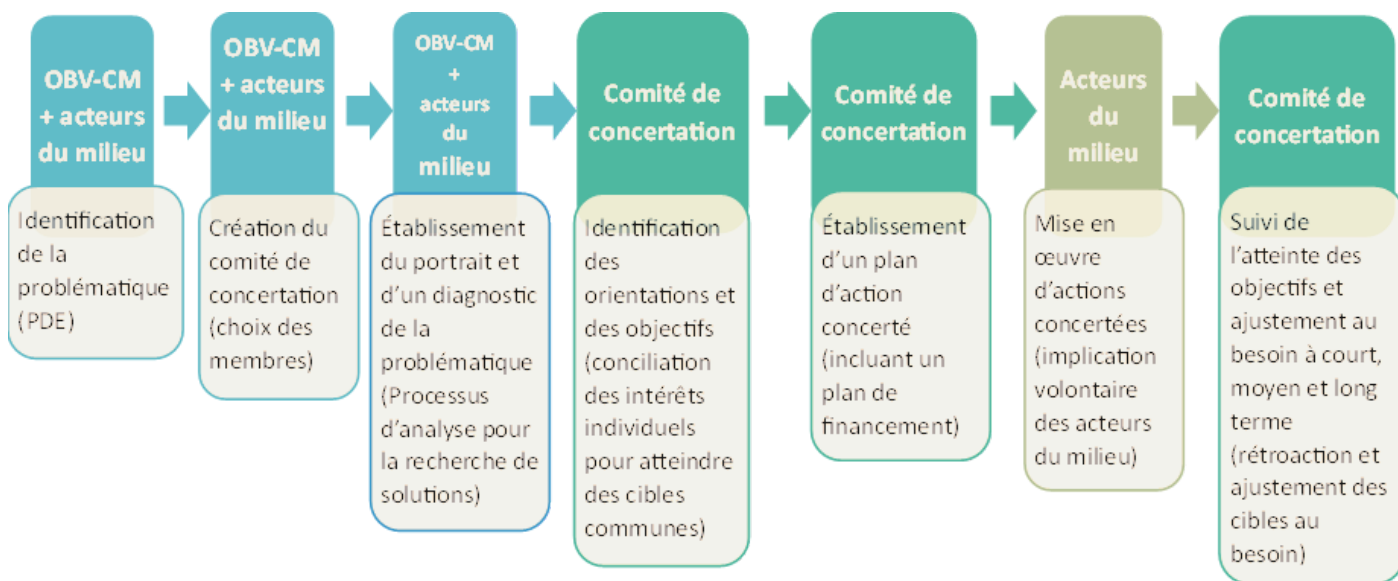 OBV-CM
+ acteurs
du milieu
Identification
de la
problématique
(PDE)
OBV-CM
+ acteurs
du milieu
Création du
comité de
concertation
(choix des
membres)
OBV-CM
+
acteurs
du
milieu
Établissement
du portrait et
d'un diagnostic
de la
problématique
(Processus
d'analyse pour
la recherche de
solutions)
Comité de
concertation
Identification
des
orientations et
des objectifs
(conciliation
des intérêts
individuels
pour atteindre
des cibles
communes)
Comité de
concertation
Établissement
d'un plan
d'action
concerté
(incluant un
plan de
financement)
Acteurs
du
milieu
Mise en
œuvre
d'actions
concertées
(implication
volontaire
des acteurs
du milieu)
Comité de
concertation
Suivi de
l'atteinte des
objectifs et
ajustement au
besoin à court,
moyen et long
terme
(rétroaction et
ajustement des
cibles au
besoin)